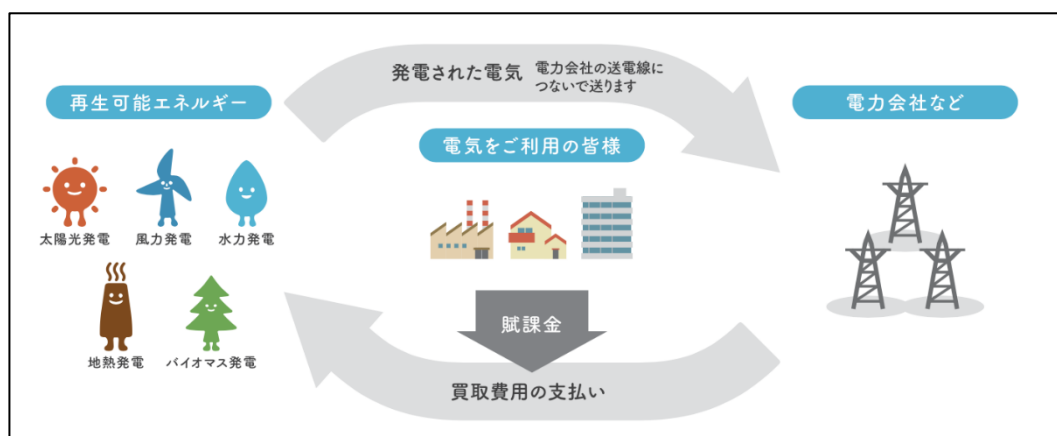 発電された電気
電力会社の送電線に
つないで送ります
再生可能エネルギー
電気をご利用の皆様
電力会社など
太陽光発電
風力発電
水力発電
地熱発電
バイオマス発電
賦課金
買取費用の支払い